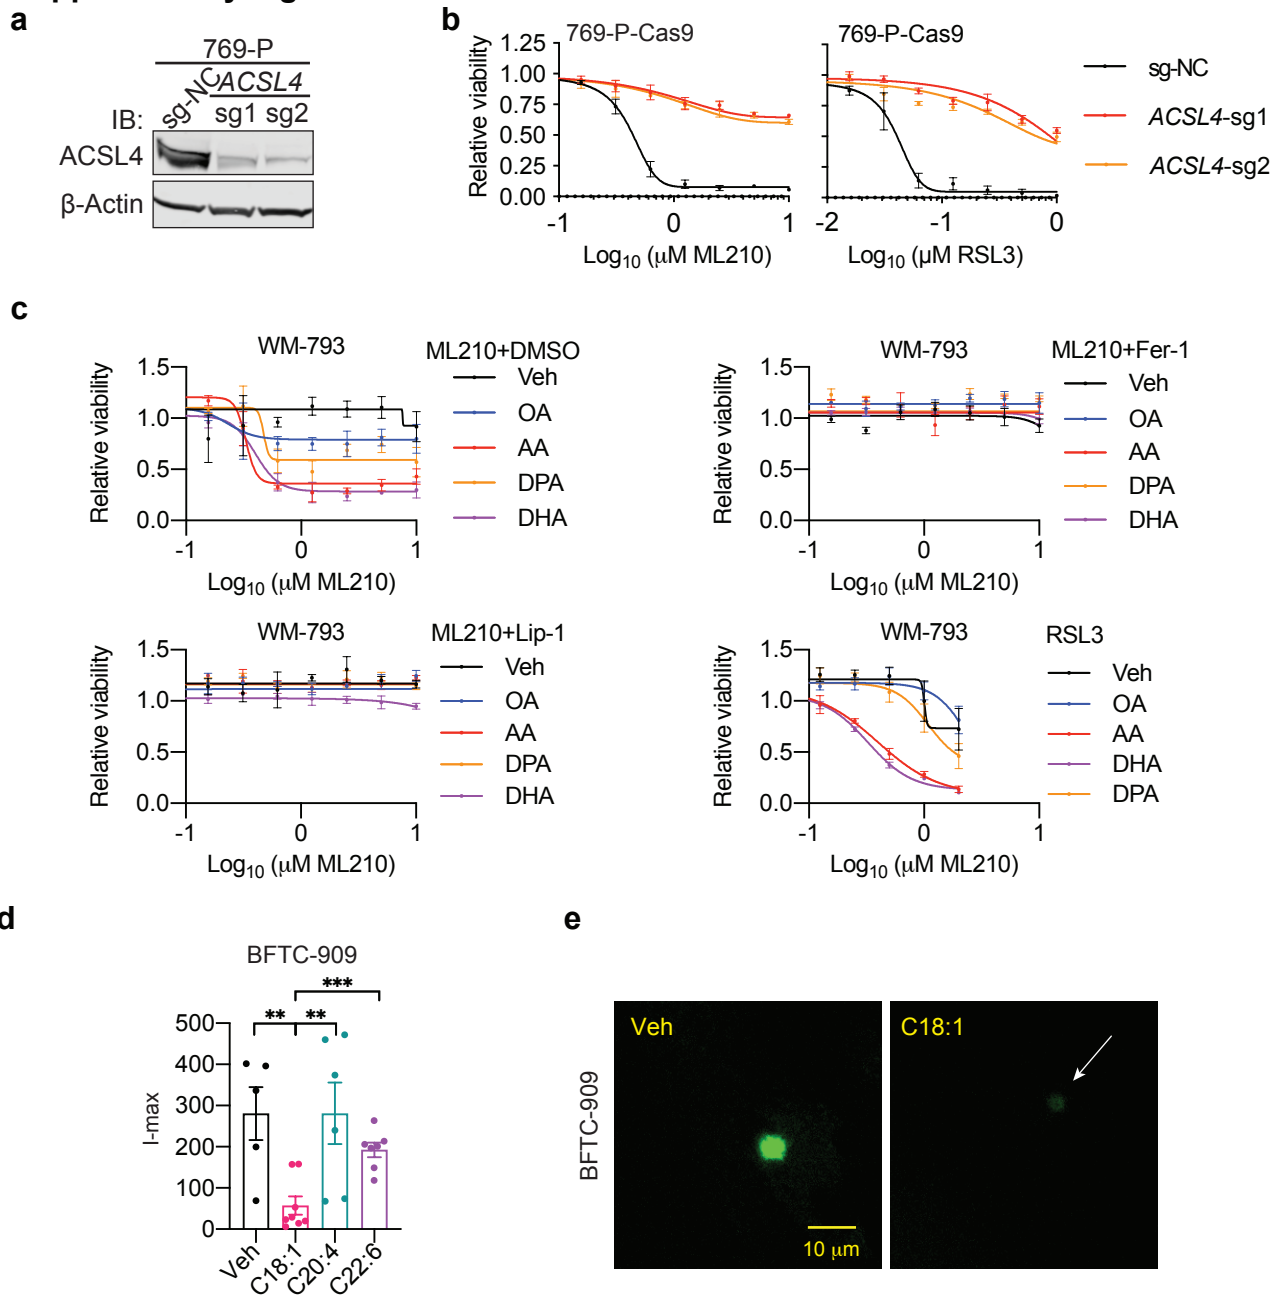 a
769-P
sg-NC
ACSL4
IB:
sg1 sg2
ACSL4
β-Actin
b
769-P-Cas9
Relative viability
1.25
1.00
0.75
0.50
0.25
0.00
-1 0 1
Log10 (μM ML210)
769-P-Cas9
-2 -1 0
Log10 (μM RSL3)
sg-NC
ACSL4-sg1
ACSL4-sg2
c
WM-793
ML210+DMSO
Relative viability
1.5
1.0
0.5
0.0
-1 0 1
Log10 (μM ML210)
Veh
OA
AA
DPA
DHA
WM-793
ML210+Fer-1
Relative viability
1.5
1.0
0.5
0.0
-1 0 1
Log10 (μM ML210)
Veh
OA
AA
DPA
DHA
WM-793
ML210+Lip-1
Relative viability
1.5
1.0
0.5
0.0
-1 0 1
Log10 (μM ML210)
Veh
OA
AA
DPA
DHA
WM-793
RSL3
Relative viability
1.5
1.0
0.5
0.0
-1 0 1
Log10 (μM ML210)
Veh
OA
AA
DHA
DPA
d
BFTC-909
***
** **
I-max
500
400
300
200
100
0
Veh
C18:1
C20:4
C22:6
e
BFTC-909
Veh
10 μm
C18:1